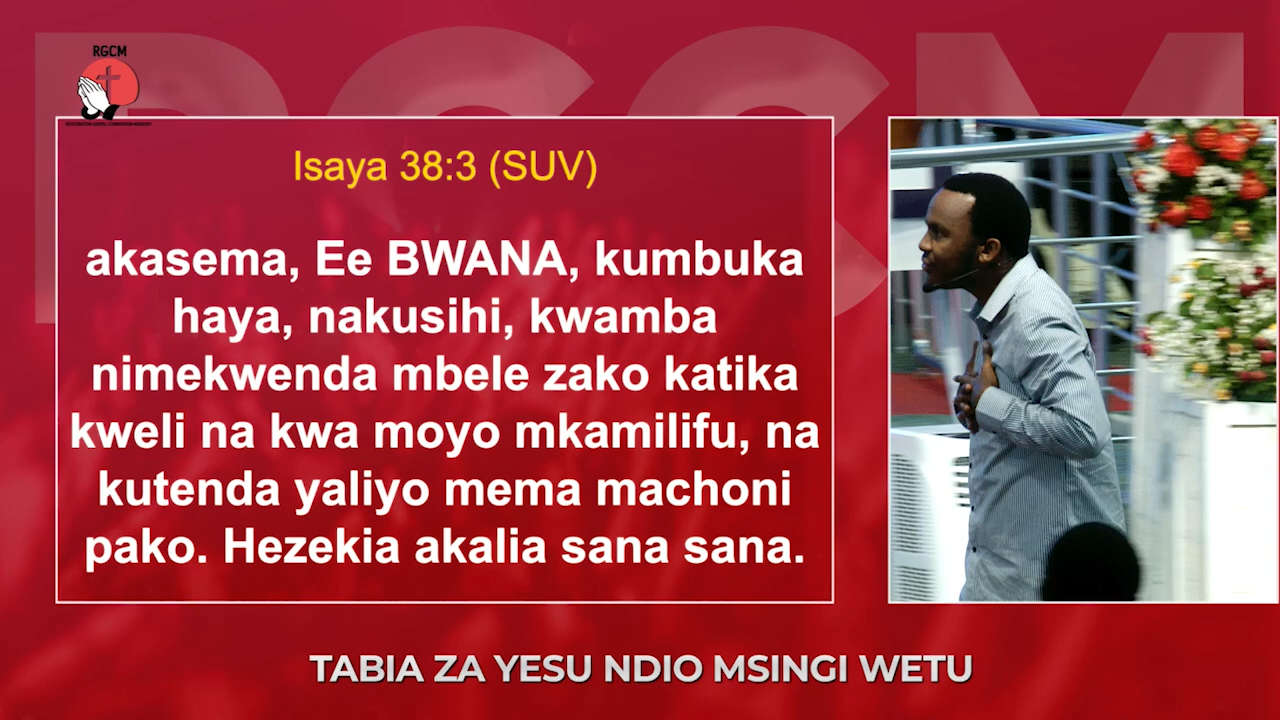 RGCM
Isaya 38:3 (SUV)
akasema, Ee BWANA, kumbuka
haya, nakusihi, kwamba
nimekwenda mbele zako katika
kweli na kwa moyo mkamilifu, na
kutenda yaliyo mema machoni
pako. Hezekia akalia sana sana.
TABIA ZA YESU NDIO MSINGI WETU